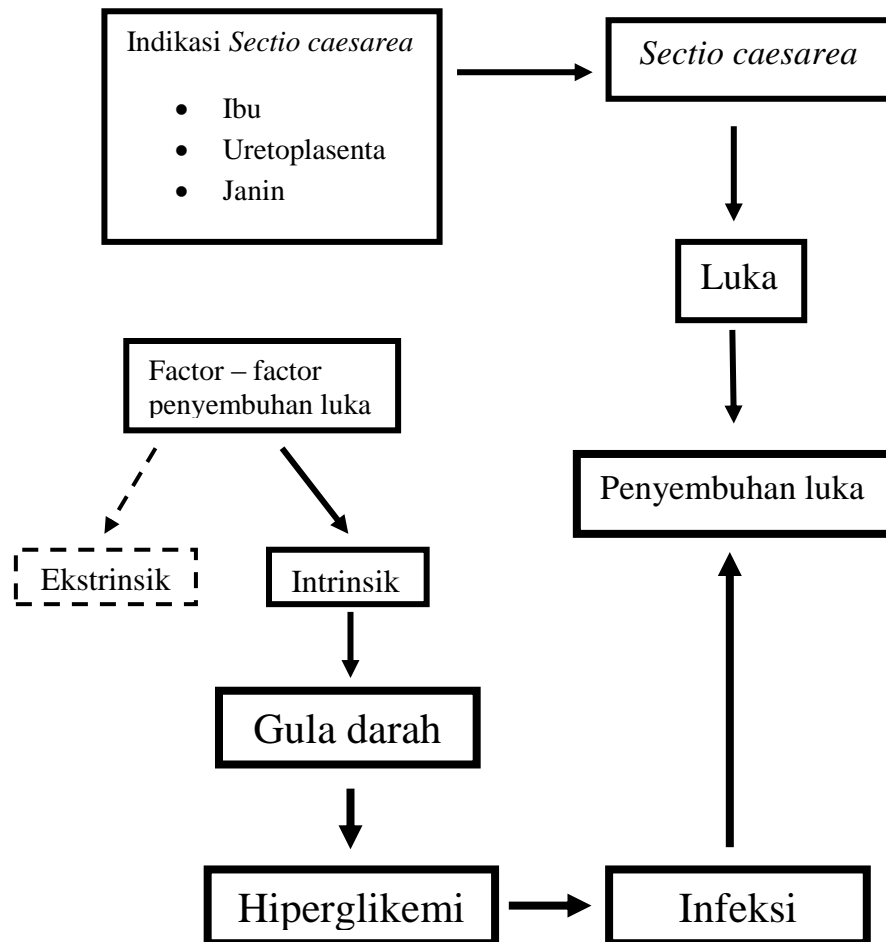 Indikasi Sectio caesarea
• Ibu
• Uretoplasenta
• Janin
Sectio caesarea
Luka
Factor – factor
penyembuhan luka
Penyembuhan luka
Ekstrinsik
Intrinsik
Gula darah
Hiperglikemi
Infeksi